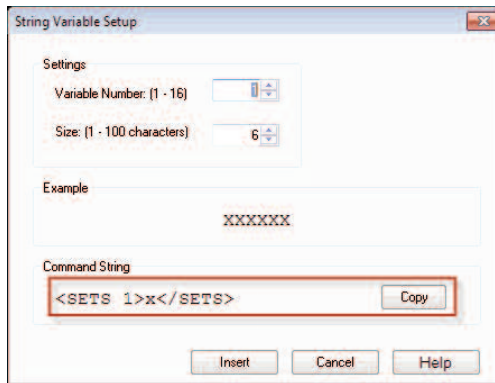 String Variable Setup
Settings
Variable Number: (1 - 16) 1
Size: (1 - 100 characters) 6
Example
XXXXXX
Command String
<SETS 1>x</SETS> Copy
Insert Cancel Help